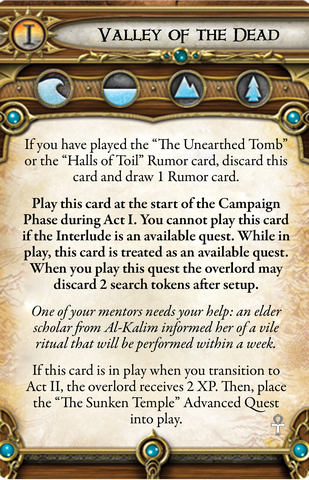 I
VALLEY OF THE DEAD
If you have played the “The Unearthed Tomb”
or the “Halls of Toil” Rumor card, discard this
card and draw 1 Rumor card.
Play this card at the start of the Campaign
Phase during Act I. You cannot play this card
if the Interlude is an available quest. While in
play, this card is treated as an available quest.
When you play this quest the overlord may
discard 2 search tokens after setup.
One of your mentors needs your help: an elder
scholar from Al-Kalim informed her of a vile
ritual that will be performed within a week.
If this card is in play when you transition to
Act II, the overlord receives 2 XP. Then, place
the “The Sunken Temple” Advanced Quest
into play.